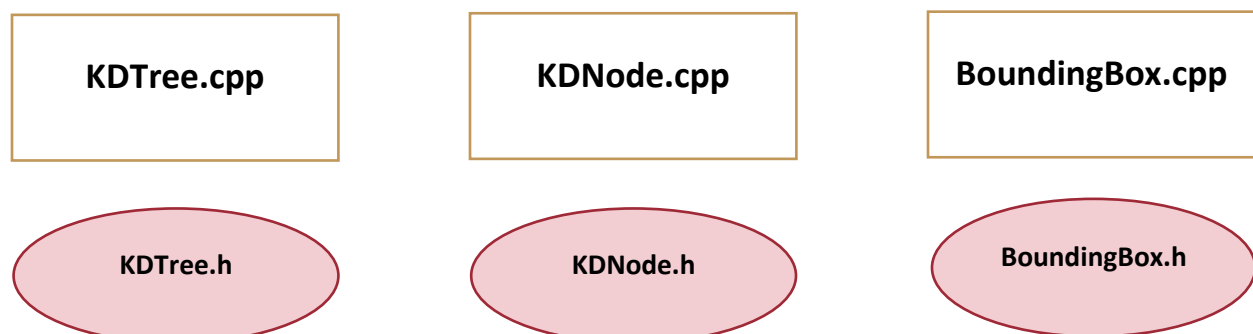 KDTree.cpp
KDNode.cpp
BoundingBox.cpp
KDTree.h
KDNode.h
BoundingBox.h